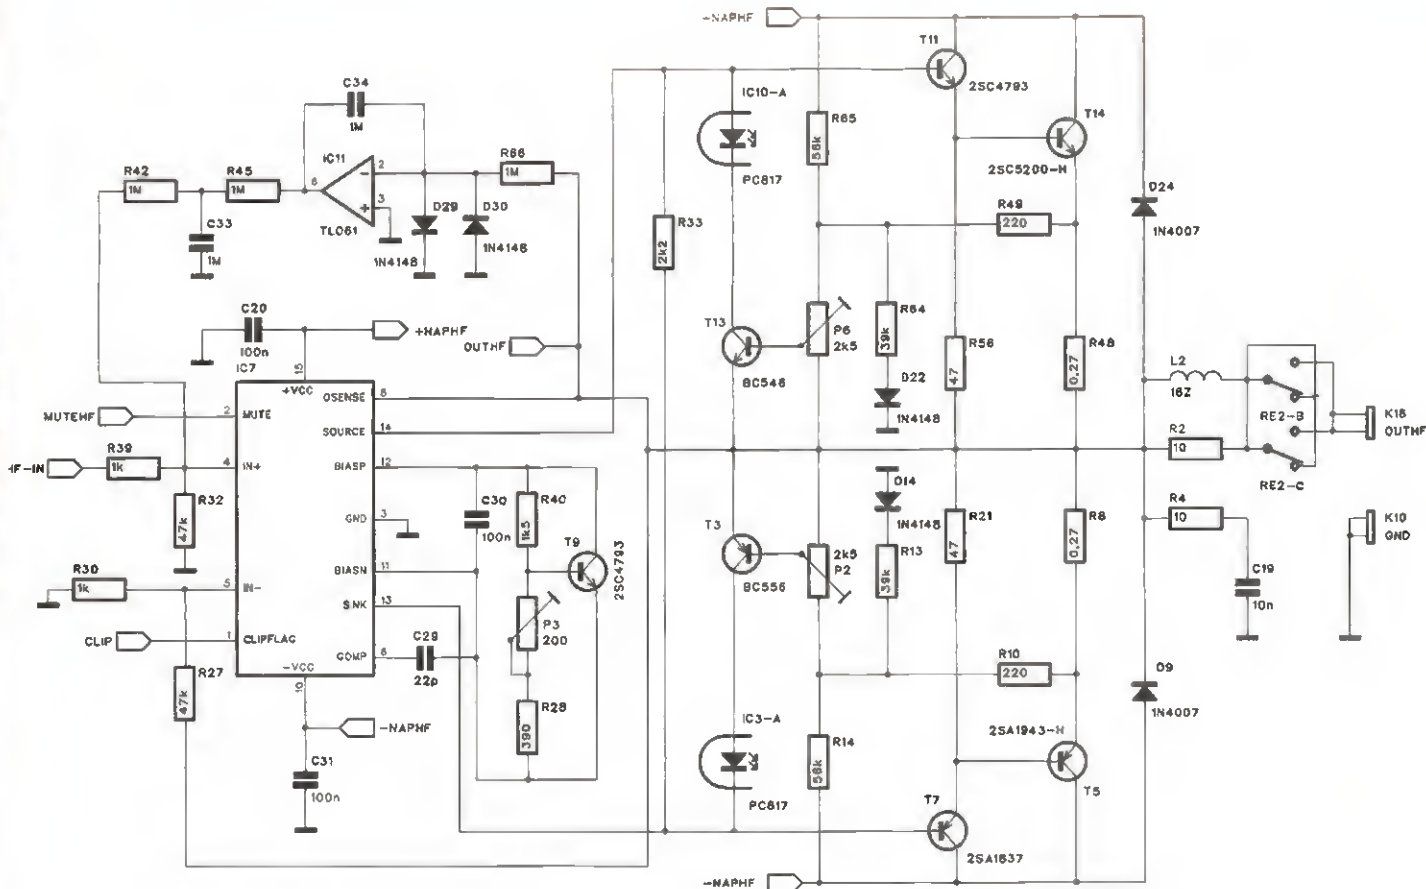 +NAPHF
T11
2SC4793
C34
1M
IC10-A
PC817
R65
56k
T14
2SC5200-H
R42
1M
R45
1M
IC11
6
2
3
TL061
R66
1M
C33
1M
D29
1N4148
D30
1N4148
R33
2k2
R49
220
D24
1N4007
C20
100n
+NAPHF
OUTHF
T13
BC546
P6
2k5
R64
39k
D22
1N4148
R56
47
R48
0,27
L2
16Z
RE2-B
K18
OUTHF
IC7
15
+VCC
OSENSE
MUTEHF
2
MUTE
SOURCE
14
R39
1k
4
IN+
BIASP
12
R2
10
RE2-C
R32
47k
GND
3
C30
100n
R40
1k5
T9
2SC4793
D14
1N4148
R13
39k
T3
BC556
2k5
P2
R21
47
R8
0,27
R4
10
K10
GND
BIASN
11
R30
1k
5
IN-
SINK
13
P3
200
C19
10n
CLIP
1
CLIPFLAG
COMP
C29
22p
R27
47k
-VCC
10
R28
390
R10
220
D9
1N4007
-NAPHF
C31
100n
IC3-A
PC817
R14
56k
2SA1943-H
T5
T7
2SA1837
-NAPHF